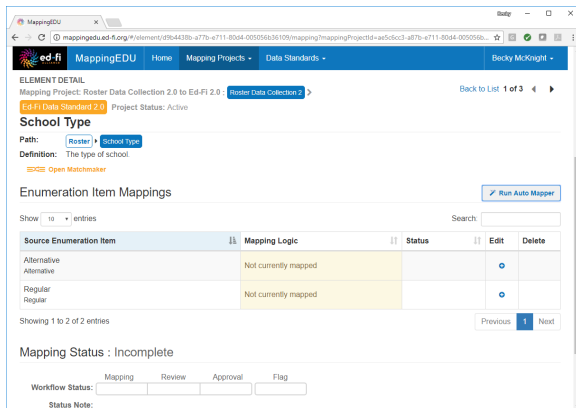 MappingEDU
Becky
mappingedu.ed-fi.org/#/element/d9b4438b-a77b-e711-80d4-005056b36109/mapping?mappingProjectId=ae5c6cc3-a87b-e711-80d4-005056b...
ed-fi
ALLIANCE
MappingEDU
Home
Mapping Projects
Data Standards
Becky McKnight
ELEMENT DETAIL
Mapping Project: Roster Data Collection 2.0 to Ed-Fi 2.0 : Roster Data Collection 2
Back to List 1 of 3
Ed-Fi Data Standard 2 0 Project Status: Active
School Type
Path: Roster School Type
Definition: The type of school.
Open Matchmaker
Enumeration Item Mappings
Run Auto Mapper
Show 10 entries
Search:
Source Enumeration Item Mapping Logic Status Edit Delete
Alternative
Alternative
Not currently mapped
Regular
Regular
Not currently mapped
Showing 1 to 2 of 2 entries
Previous 1 Next
Mapping Status : Incomplete
Mapping Review Approval Flag
Workflow Status:
Status Note: